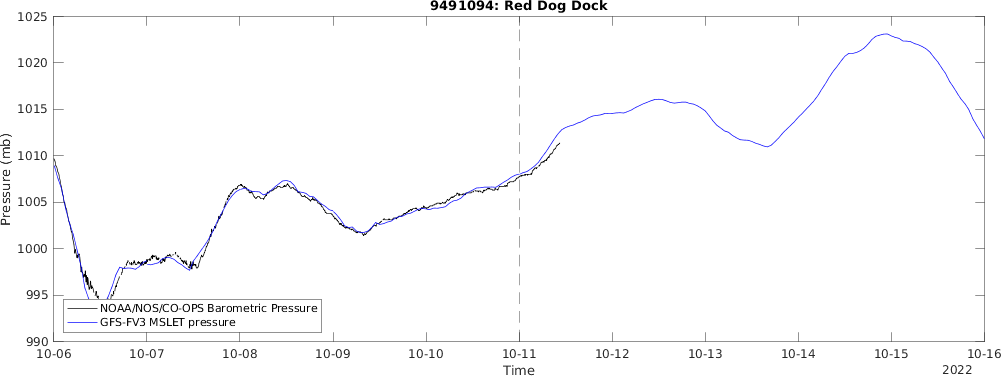 9491094: Red Dog Dock
Pressure (mb)
1025
1020
1015
1010
1005
1000
995
990
NOAA/NOS/CO-OPS Barometric Pressure
GFS-FV3 MSLET pressure
10-06 10-07 10-08 10-09 10-10 10-11 10-12 10-13 10-14 10-15 10-16
Time
2022